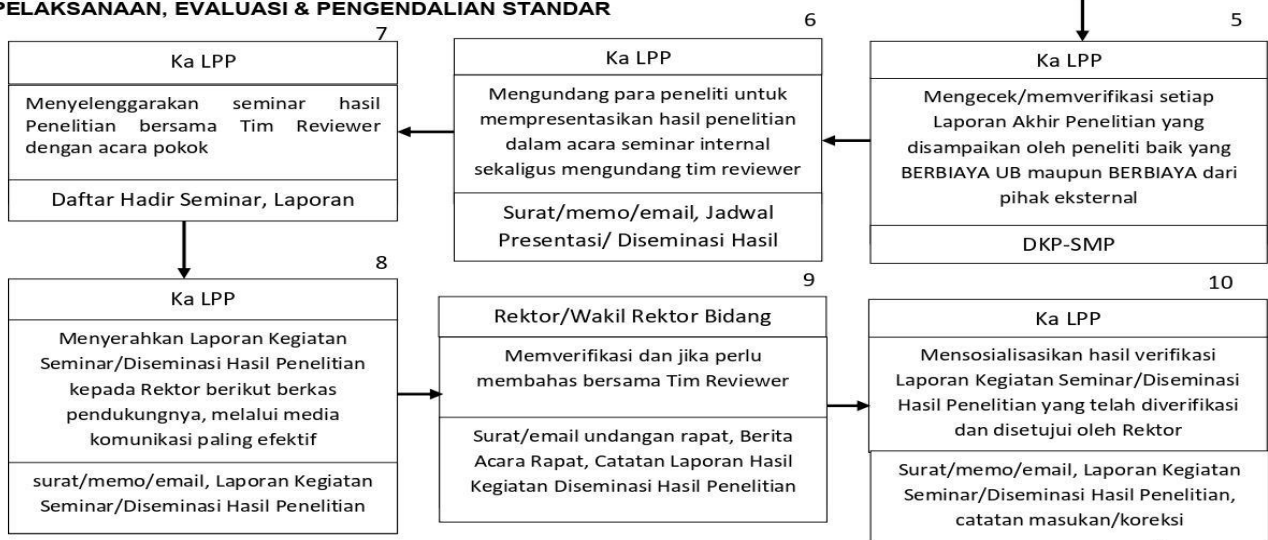 PELAKSANAAN, EVALUASI & PENGENDALIAN STANDAR
5
Ka LPP
Mengecek/memverifikasi setiap
Laporan Akhir Penelitian yang
disampaikan oleh peneliti baik yang
BERBIAYA UB maupun BERBIAYA dari
pihak eksternal
DKP-SMP
6
Ka LPP
Mengundang para peneliti untuk
mempresentasikan hasil penelitian
dalam acara seminar internal
sekaligus mengundang tim reviewer
Surat/memo/email, Jadwal
Presentasi/ Diseminasi Hasil
7
Ka LPP
Menyelenggarakan seminar hasil
Penelitian bersama Tim Reviewer
dengan acara pokok
Daftar Hadir Seminar, Laporan
8
Ka LPP
Menyerahkan Laporan Kegiatan
Seminar/Diseminasi Hasil Penelitian
kepada Rektor berikut berkas
pendukungnya, melalui media
komunikasi paling efektif
surat/memo/email, Laporan Kegiatan
Seminar/Diseminasi Hasil Penelitian
9
Rektor/Wakil Rektor Bidang
Memverifikasi dan jika perlu
membahas bersama Tim Reviewer
Surat/email undangan rapat, Berita
Acara Rapat, Catatan Laporan Hasil
Kegiatan Diseminasi Hasil Penelitian
10
Ka LPP
Mensosialisasikan hasil verifikasi
Laporan Kegiatan Seminar/Diseminasi
Hasil Penelitian yang telah diverifikasi
dan disetujui oleh Rektor
Surat/memo/email, Laporan Kegiatan
Seminar/Diseminasi Hasil Penelitian,
catatan masukan/koreksi